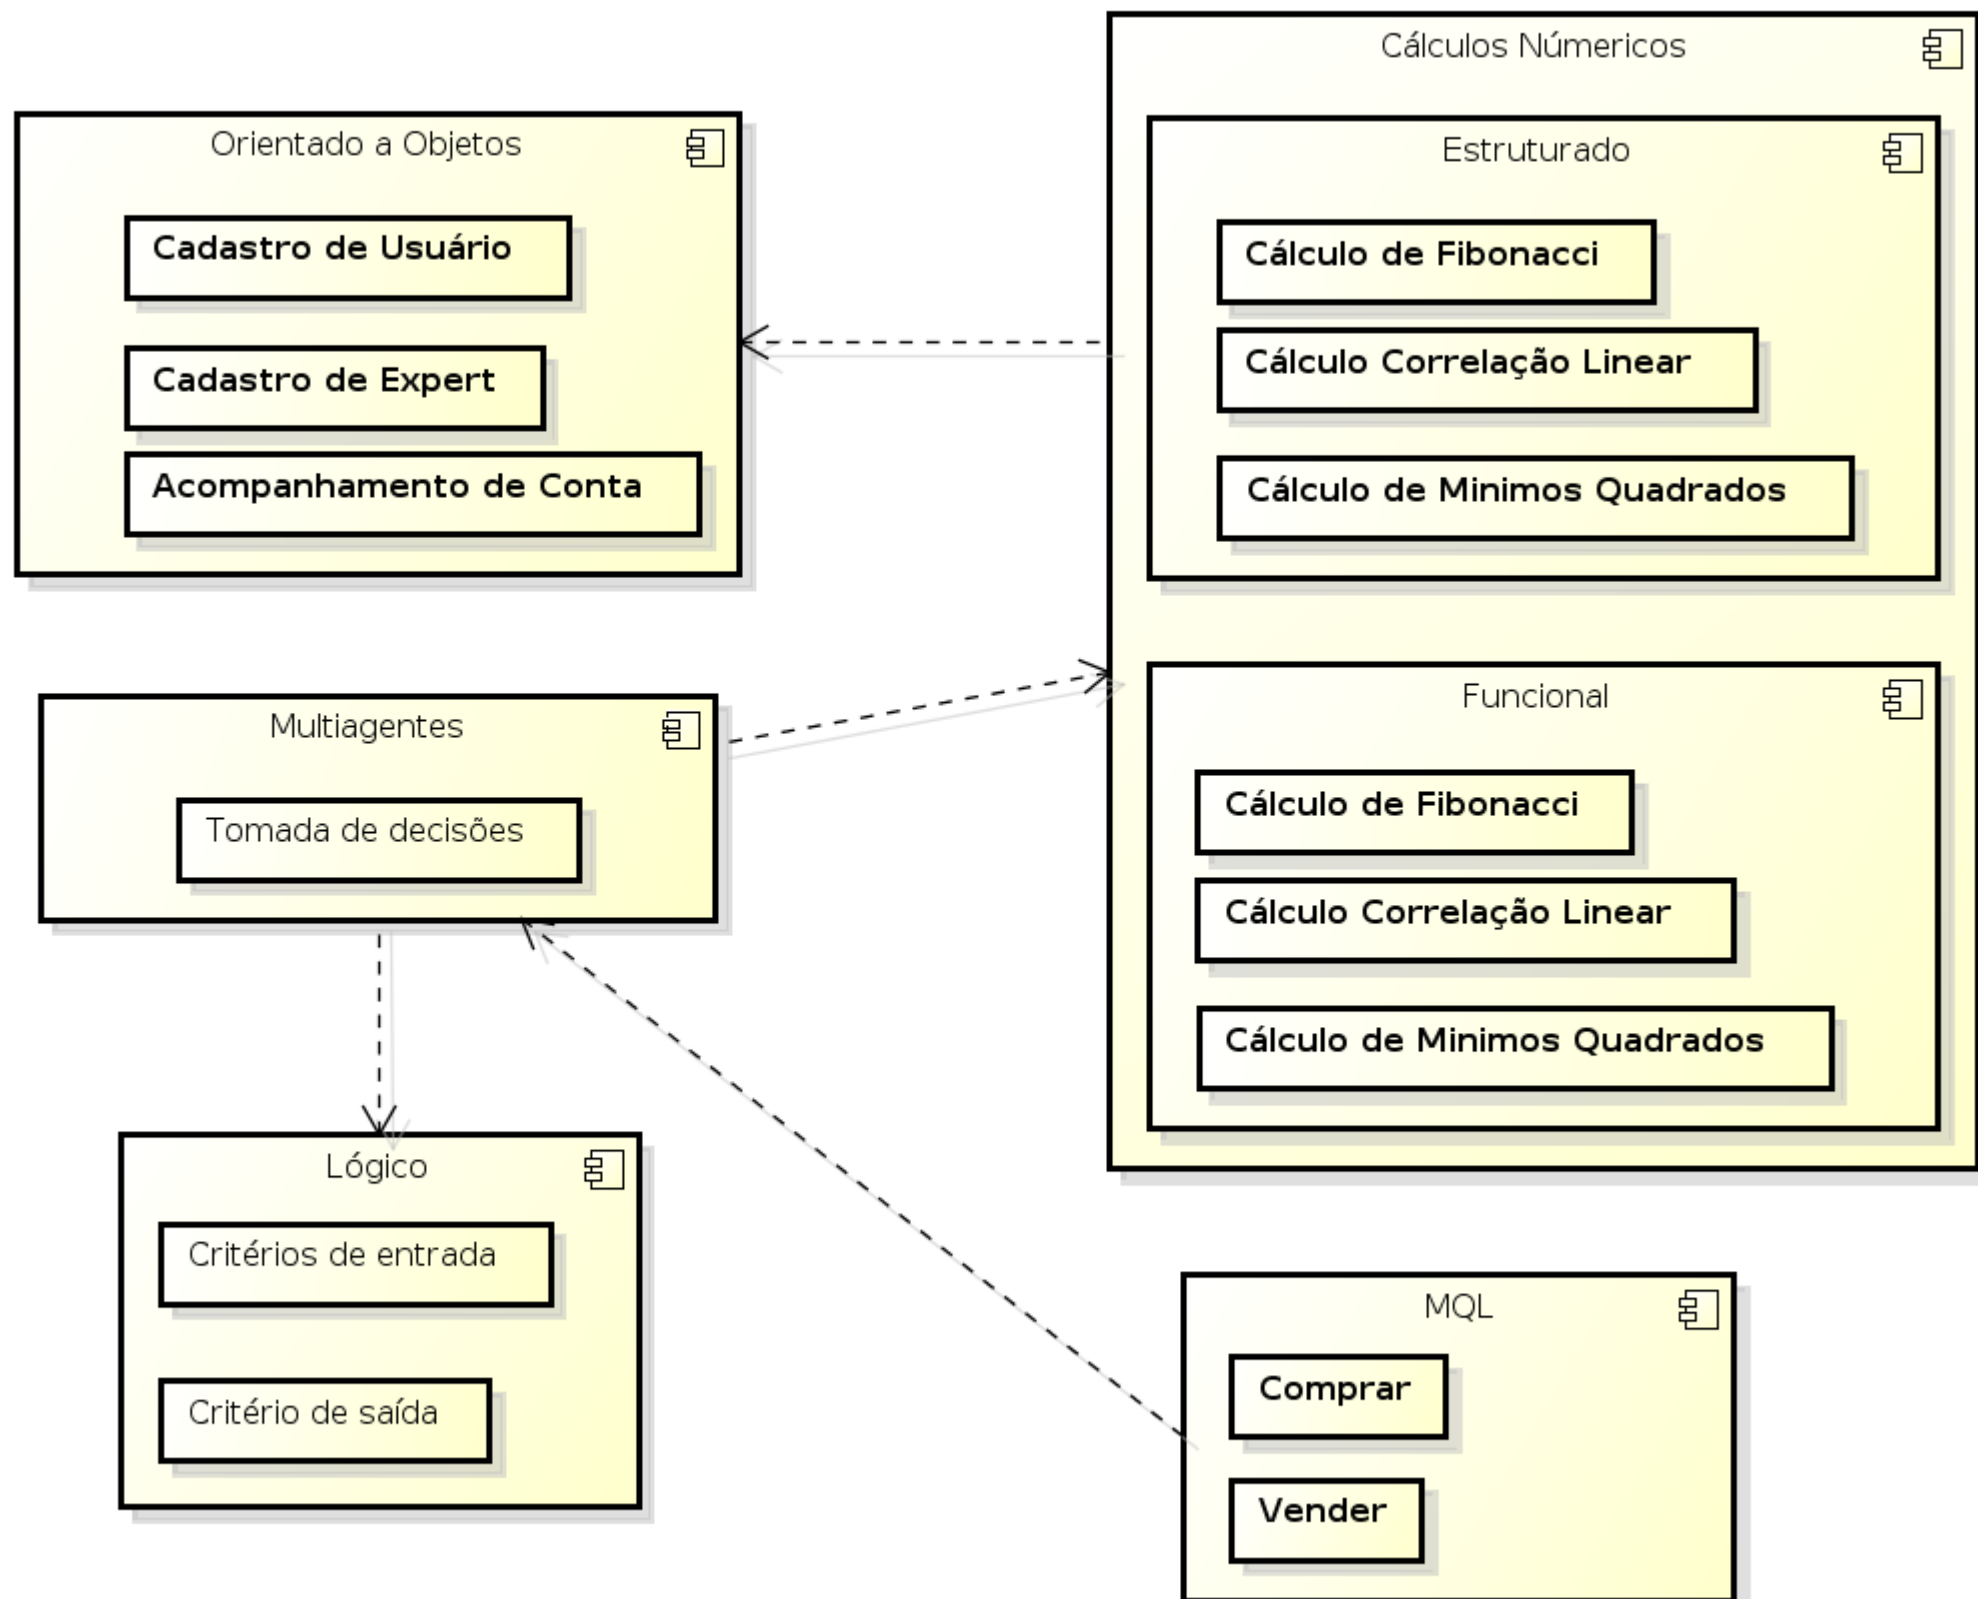 Cálculos Númericos
Estruturado
Cálculo de Fibonacci
Cálculo Correlação Linear
Cálculo de Minimos Quadrados
Funcional
Cálculo de Fibonacci
Cálculo Correlação Linear
Cálculo de Minimos Quadrados
Orientado a Objetos
Cadastro de Usuário
Cadastro de Expert
Acompanhamento de Conta
Multiagentes
Tomada de decisões
Lógico
Critérios de entrada
Critério de saída
MQL
Comprar
Vender